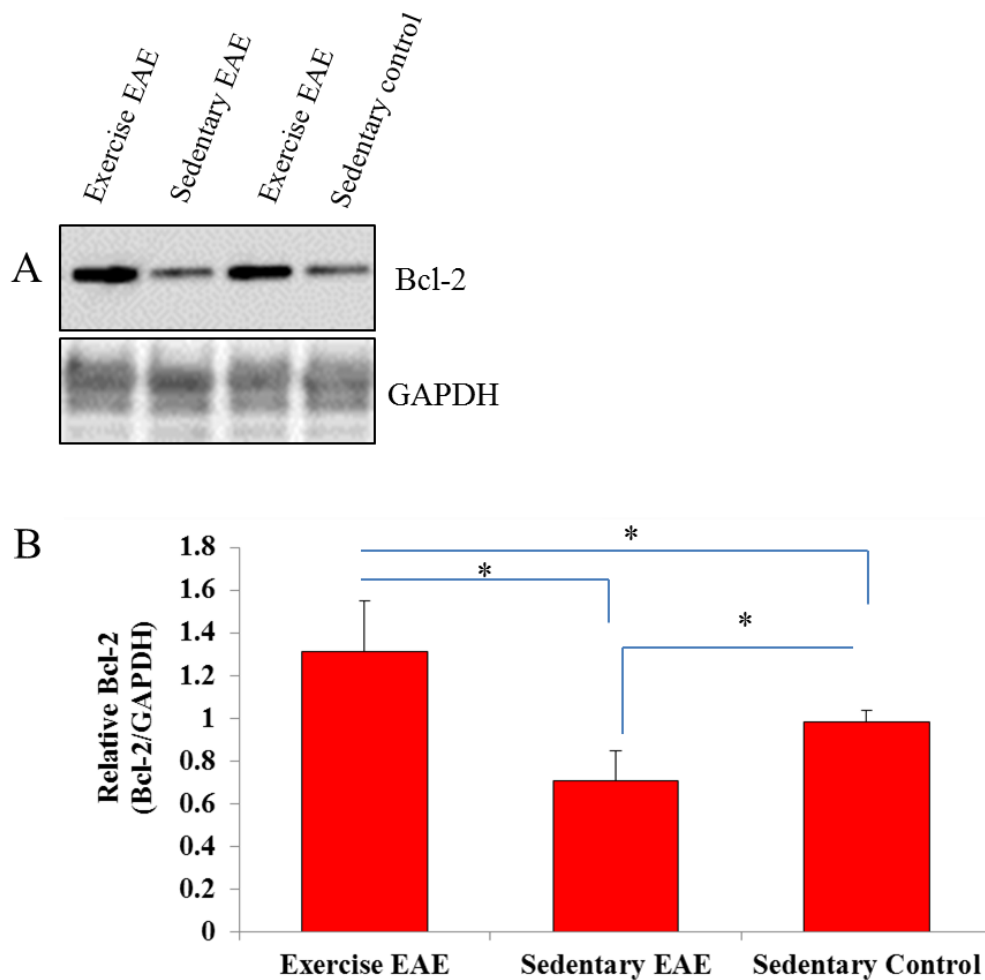 Exercise EAE
Sedentary EAE
Exercise EAE
Sedentary control
A
Bcl-2
GAPDH
B
*
*
*
Relative Bcl-2
(Bcl-2/GAPDH)
1.8
1.6
1.4
1.2
1
0.8
0.6
0.4
0.2
0
Exercise EAE
Sedentary EAE
Sedentary Control